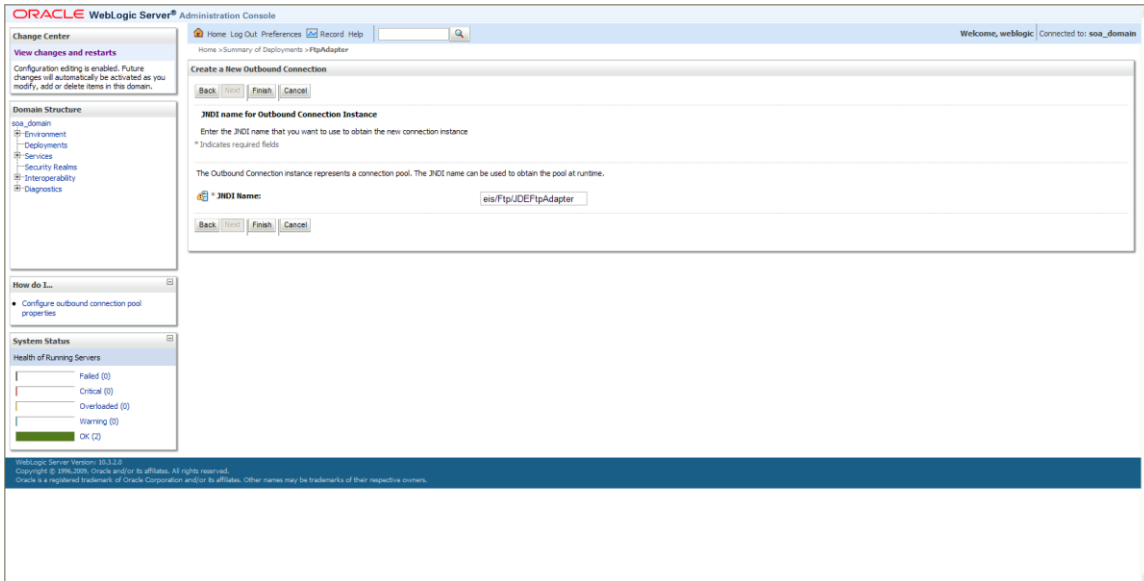 ORACLE WebLogic Server® Administration Console
Change Center
View changes and restarts
Configuration editing is enabled. Future
changes will automatically be activated as you
modify, add or delete items in this domain.
Domain Structure
soa_domain
Environment
Deployments
Services
Security Realms
Interoperability
Diagnostics
How do I...
Configure outbound connection pool
properties
System Status
Health of Running Servers
Failed (0)
Critical (0)
Overloaded (0)
Warning (0)
OK (2)
Home Log Out Preferences Record Help
Welcome, weblogic Connected to: soa_domain
Home >Summary of Deployments >FtpAdapter
Create a New Outbound Connection
Back Next Finish Cancel
JNDI name for Outbound Connection Instance
Enter the JNDI name that you want to use to obtain the new connection instance
* Indicates required fields
The Outbound Connection instance represents a connection pool. The JNDI name can be used to obtain the pool at runtime.
* JNDI Name: eis/Ftp/JDEFtpAdapter
Back Next Finish Cancel
WebLogic Server Version: 10.3.2.0
Copyright © 1996,2009, Oracle and/or its affiliates. All rights reserved.
Oracle is a registered trademark of Oracle Corporation and/or its affiliates. Other names may be trademarks of their respective owners.